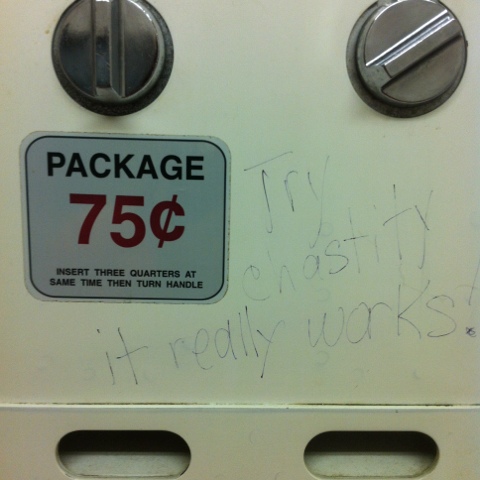 PACKAGE
75¢
INSERT THREE QUARTERS AT
SAME TIME THEN TURN HANDLE
Try
chastity
it really works!